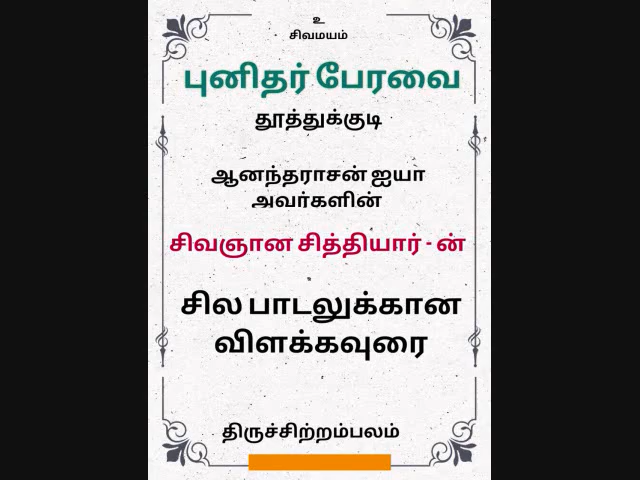 உ
சிவமயம்
புனிதர் பேரவை
தூத்துக்குடி
ஆனந்தராசன் ஐயா
அவர்களின்
சிவஞான சித்தியார் - ன்
சில பாடலுக்கான
விளக்கவுரை
திருச்சிற்றம்பலம்